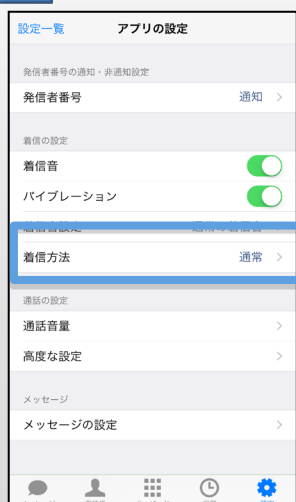 設定一覧 アプリの設定
発信者番号の通知・非通知設定
発信者番号 通知
着信の設定
着信音
バイブレーション
着信方法 通常
通話の設定
通話音量
高度な設定
メッセージ
メッセージの設定